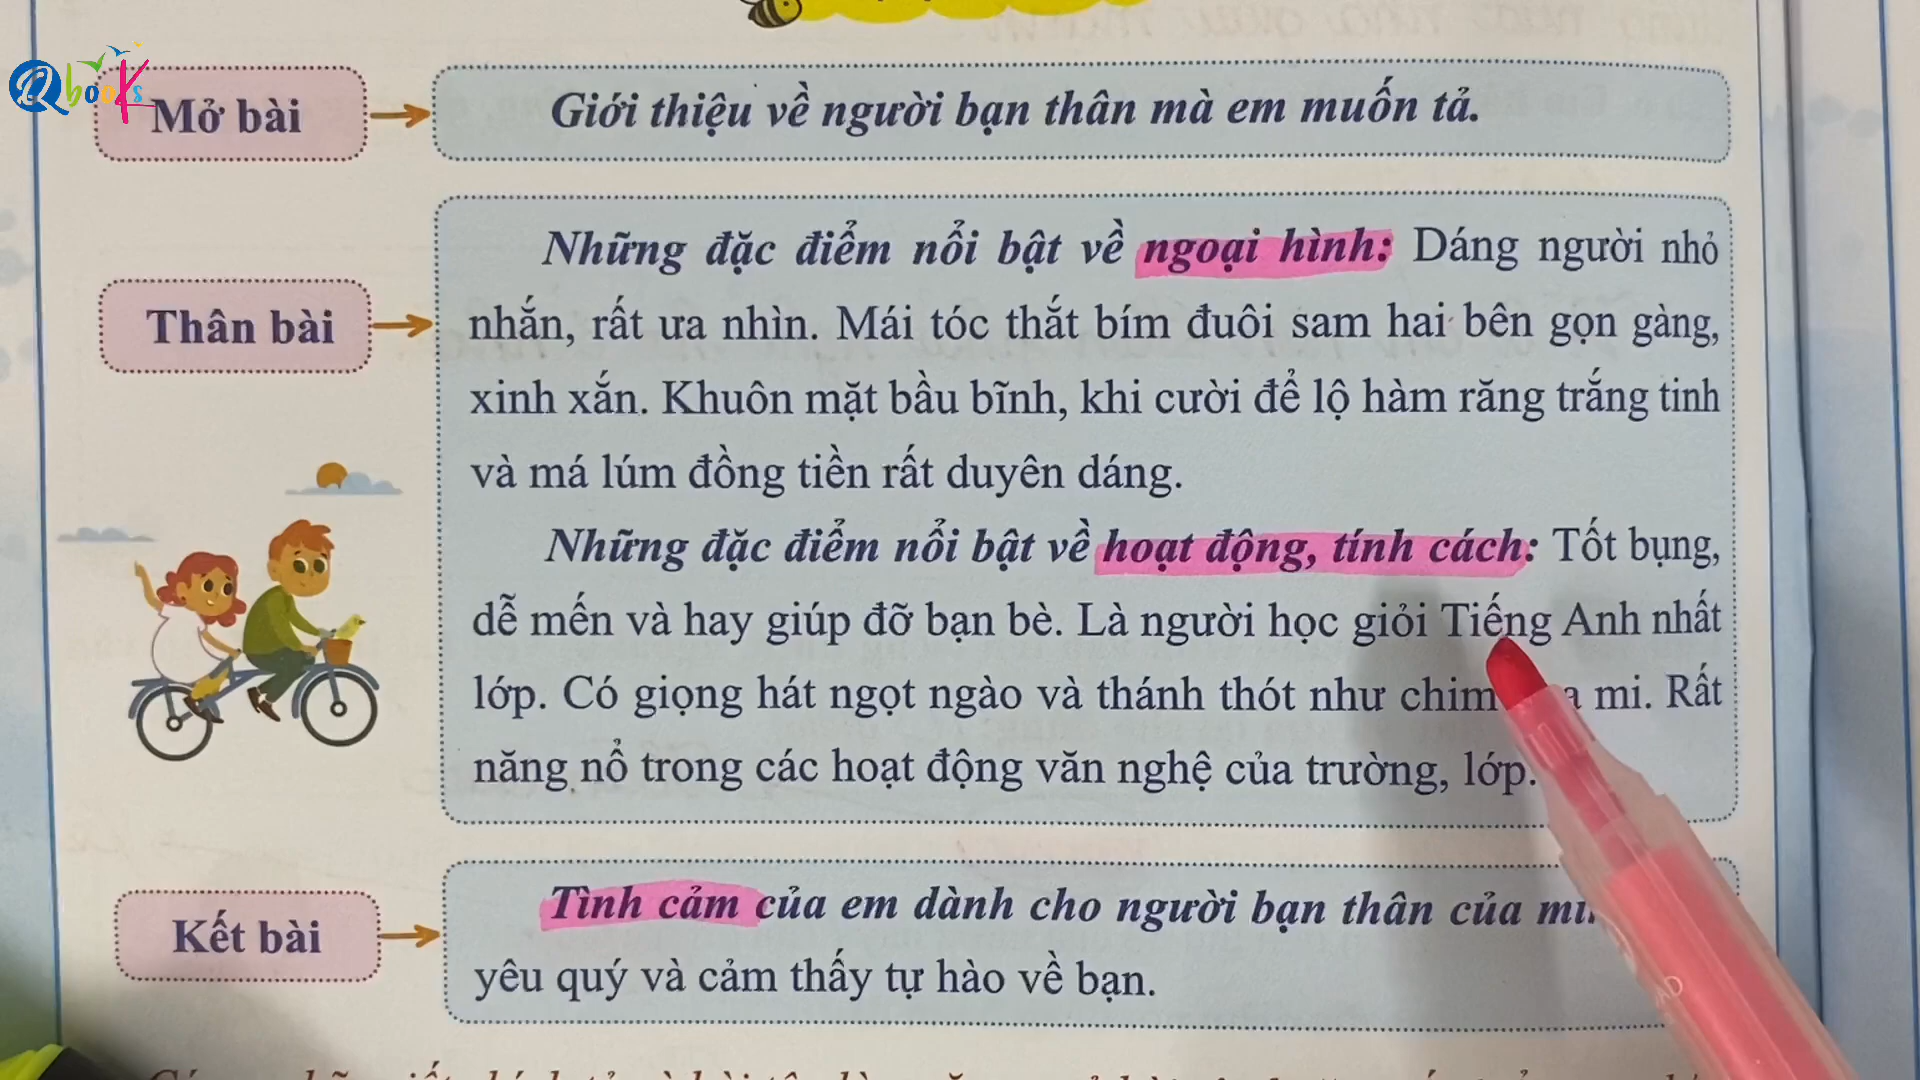 Qbooks
Mở bài
Giới thiệu về người bạn thân mà em muốn tả.
Thân bài
Những đặc điểm nổi bật về ngoại hình: Dáng người nhỏ
nhắn, rất ưa nhìn. Mái tóc thắt bím đuôi sam hai bên gọn gàng,
xinh xắn. Khuôn mặt bầu bĩnh, khi cười để lộ hàm răng trắng tinh
và má lúm đồng tiền rất duyên dáng.
Những đặc điểm nổi bật về hoạt động, tính cách: Tốt bụng,
dễ mến và hay giúp đỡ bạn bè. Là người học giỏi Tiếng Anh nhất
lớp. Có giọng hát ngọt ngào và thánh thót như chim mi. Rất
năng nổ trong các hoạt động văn nghệ của trường, lớp.
Kết bài
Tình cảm của em dành cho người bạn thân của
yêu quý và cảm thấy tự hào về bạn.